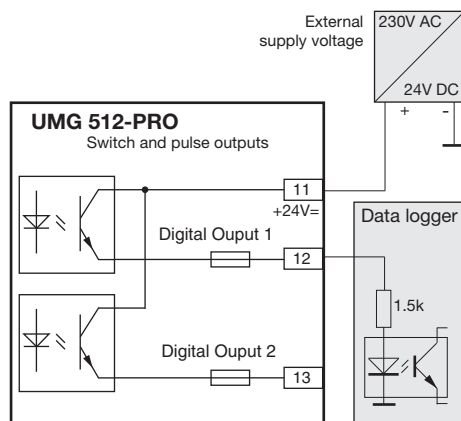 External
supply voltage
230V AC
24V DC
+ -
UMG 512-PRO
Switch and pulse outputs
11
+24V=
Data logger
Digital Ouput 1
12
1.5k
Digital Ouput 2
13